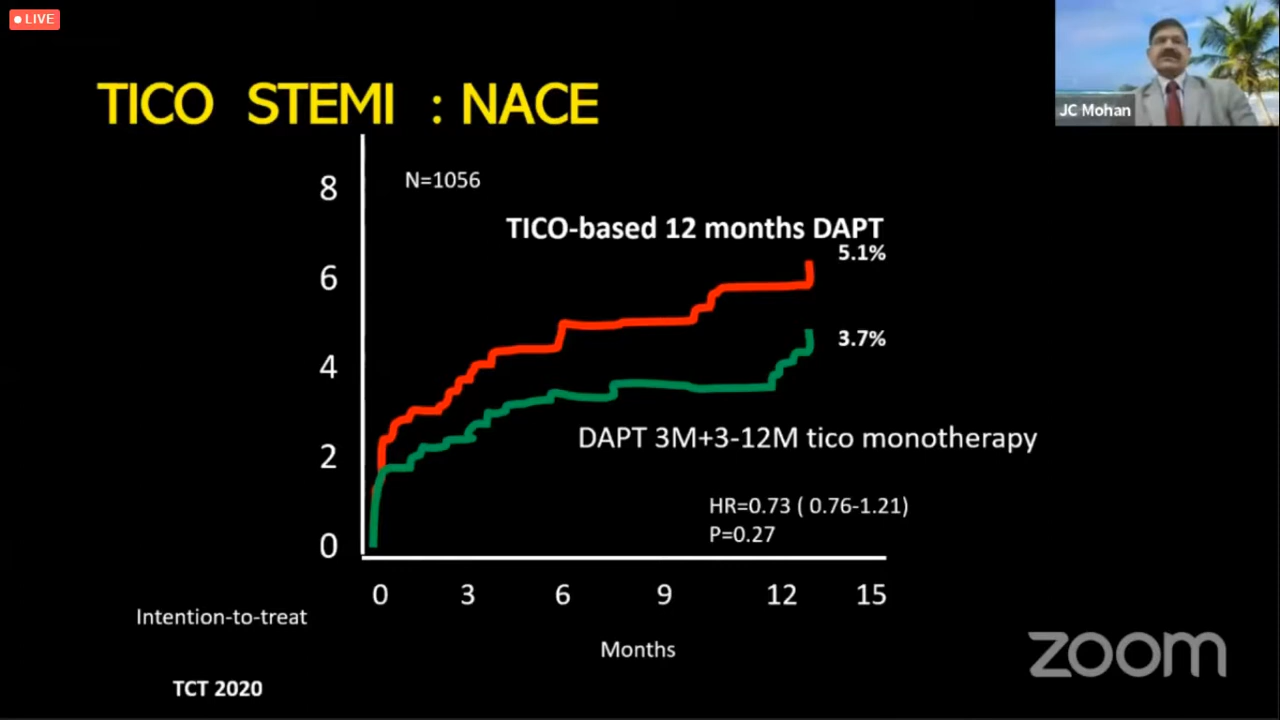 LIVE
JC Mohan
TICO STEMI : NACE
N=1056
TICO-based 12 months DAPT
5.1%
3.7%
DAPT 3M+3-12M tico monotherapy
HR=0.73 ( 0.76-1.21)
P=0.27
8
6
4
2
0
0 3 6 9 12 15
Months
Intention-to-treat
TCT 2020
zoom